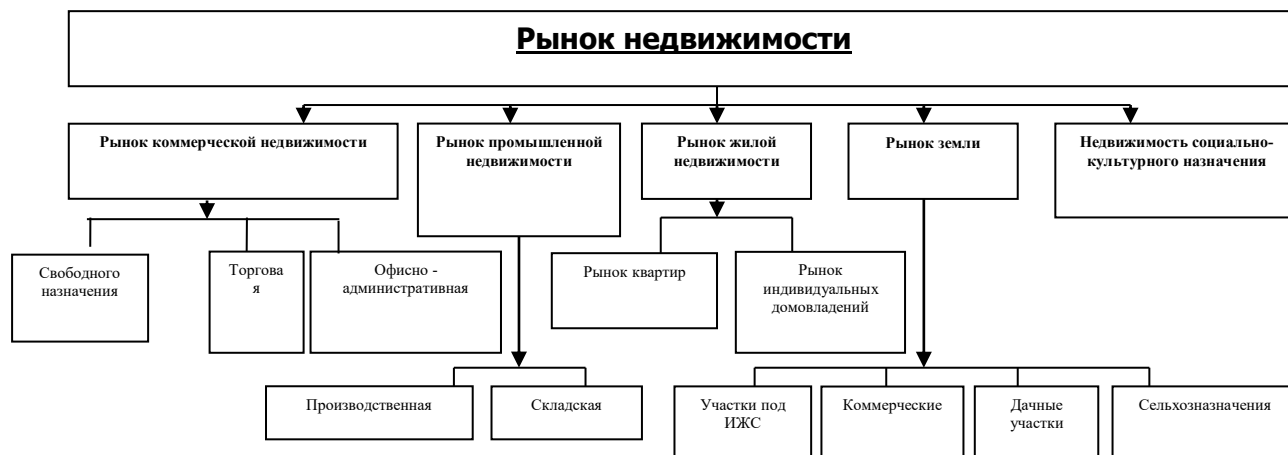 Рынок недвижимости
Рынок коммерческой недвижимости
Рынок промышленной
недвижимости
Рынок жилой
недвижимости
Рынок земли
Недвижимость социально-
культурного назначения
Свободного
назначения
Торгова
я
Офисно -
административная
Рынок квартир
Рынок
индивидуальных
домовладений
Производственная
Складская
Участки под
ИЖС
Коммерческие
Дачные
участки
Сельхозназначения